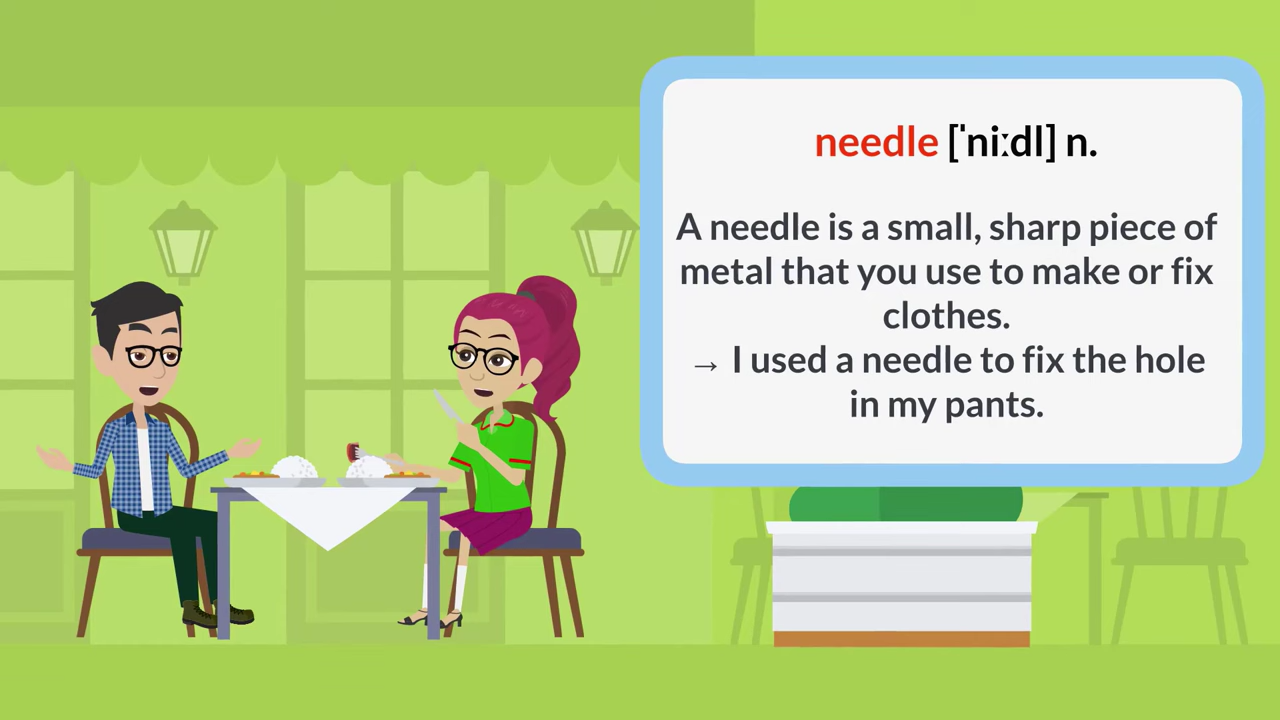 needle [ˈniːdl] n.
A needle is a small, sharp piece of
metal that you use to make or fix
clothes.
→ I used a needle to fix the hole
in my pants.